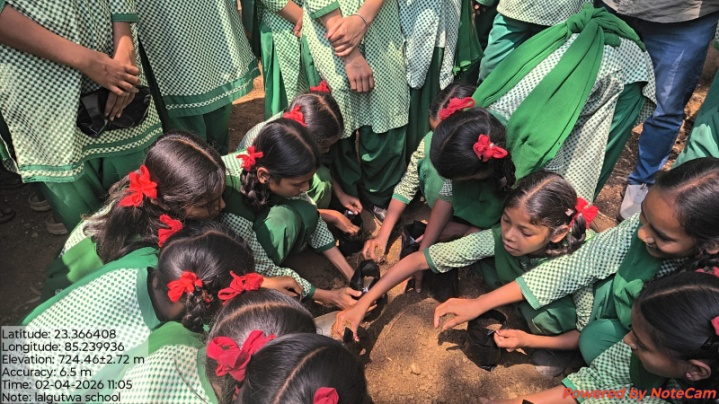 Latitude: 23.366408
Longitude: 85.239936
Elevation: 724.46±2.72 m
Accuracy: 6.5 m
Time: 02-04-2026 11:05
Note: lalgutwa school
Powered by NoteCam